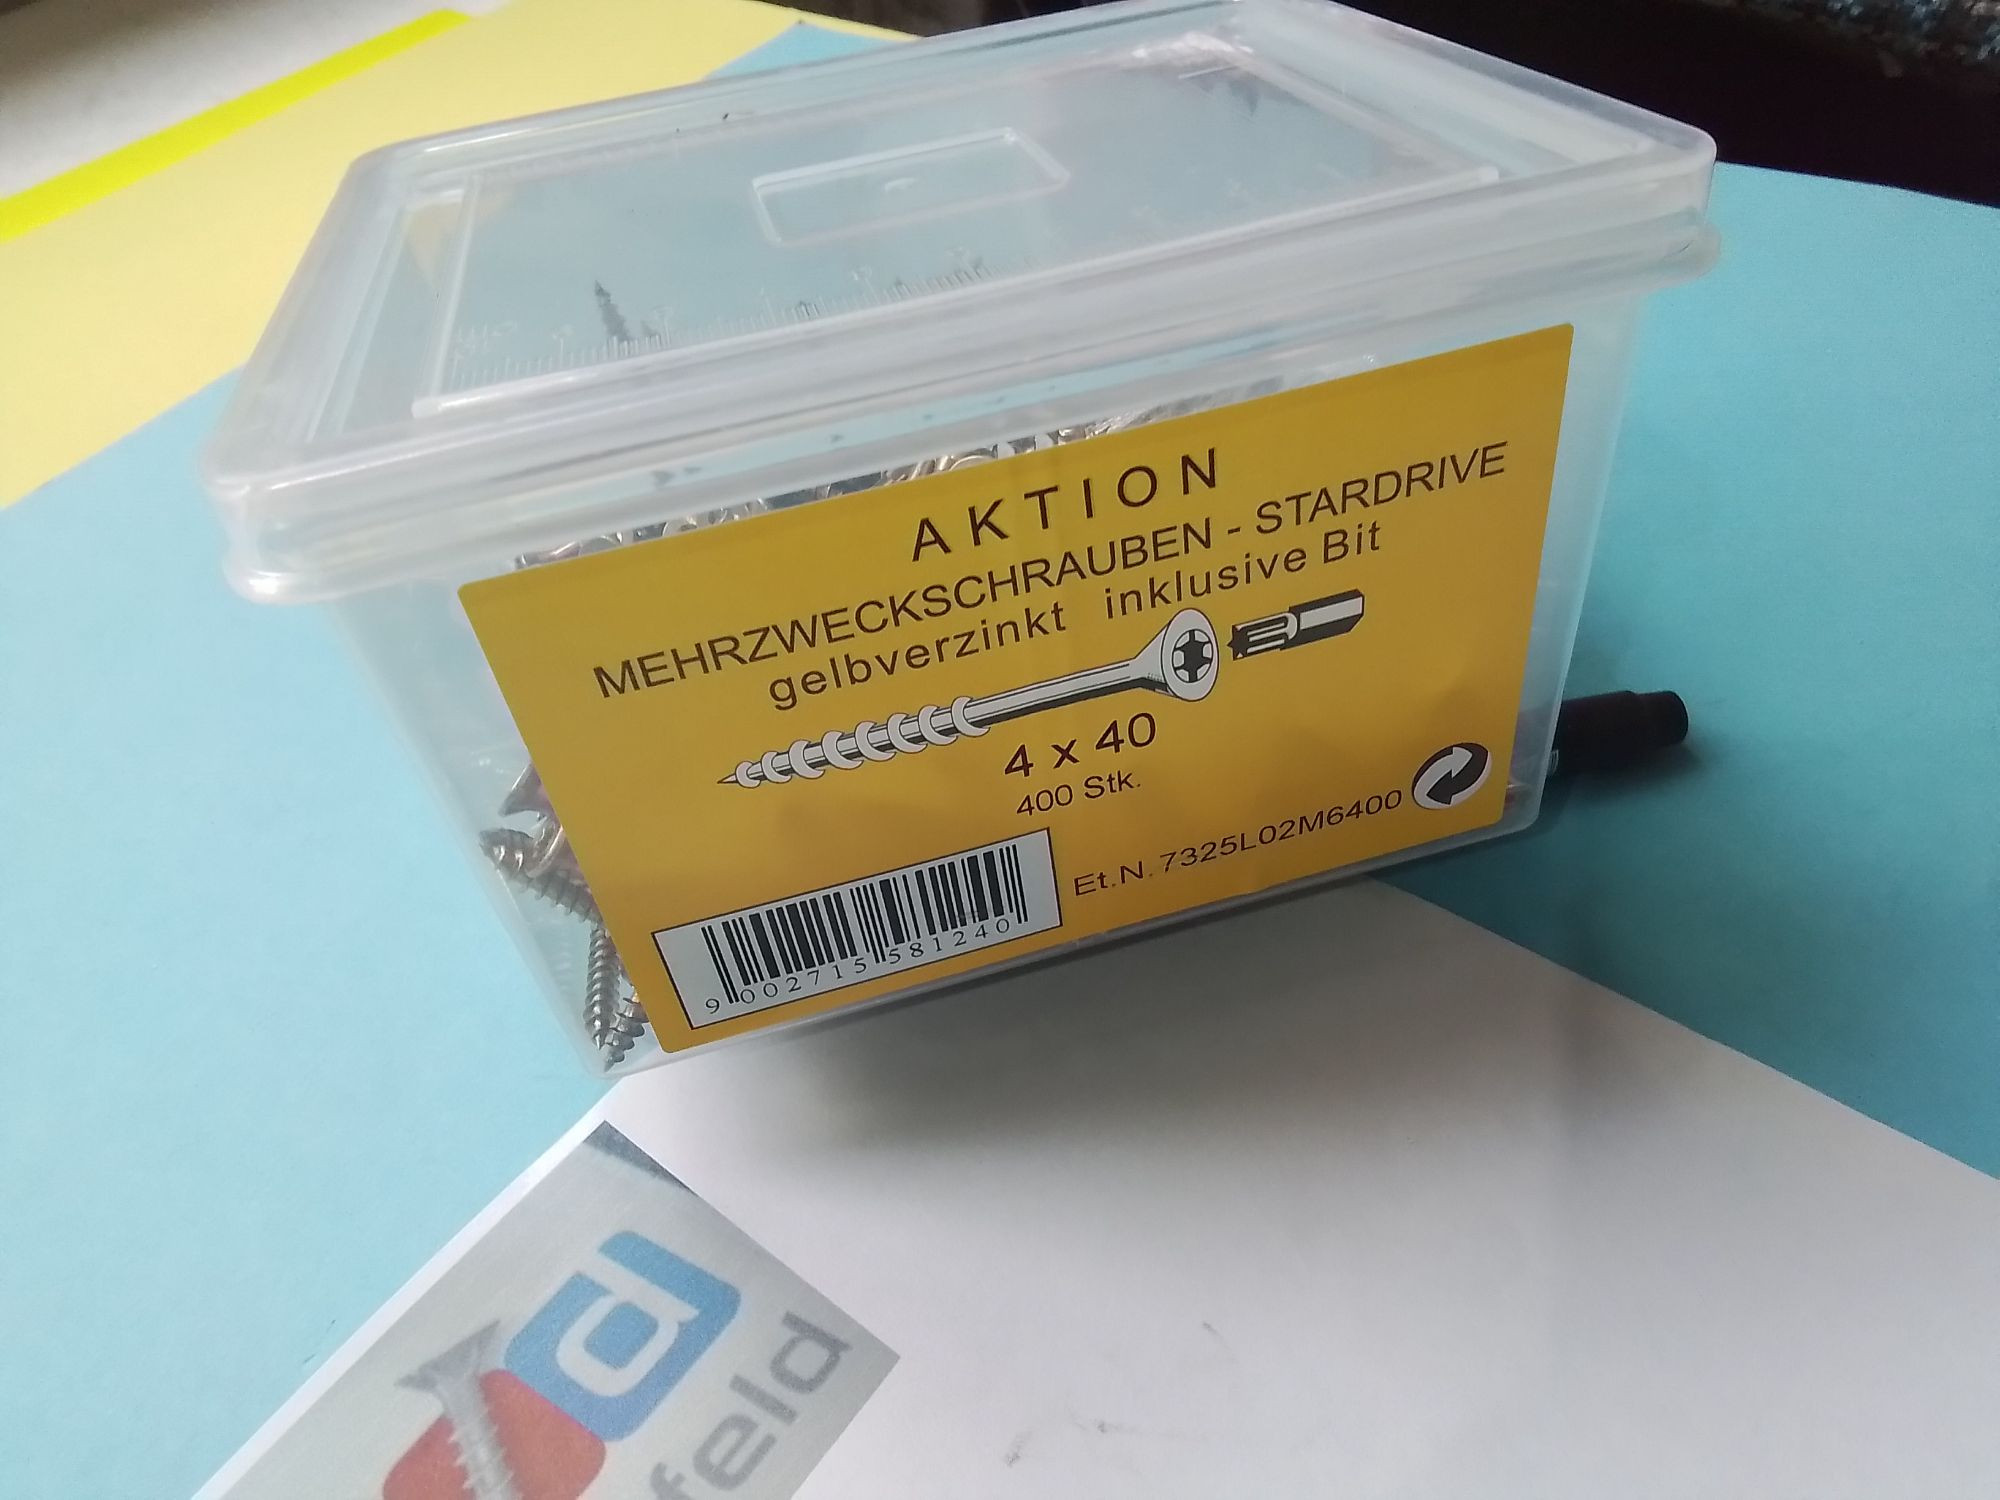 AKTION
MEHRZWECKSCHRAUBEN - STARDRIVE
gelbverzinkt inklusive Bit
4 x 40
400 Stk.
Et.N. 7325L02M6400
9 002715 581240
d
feld